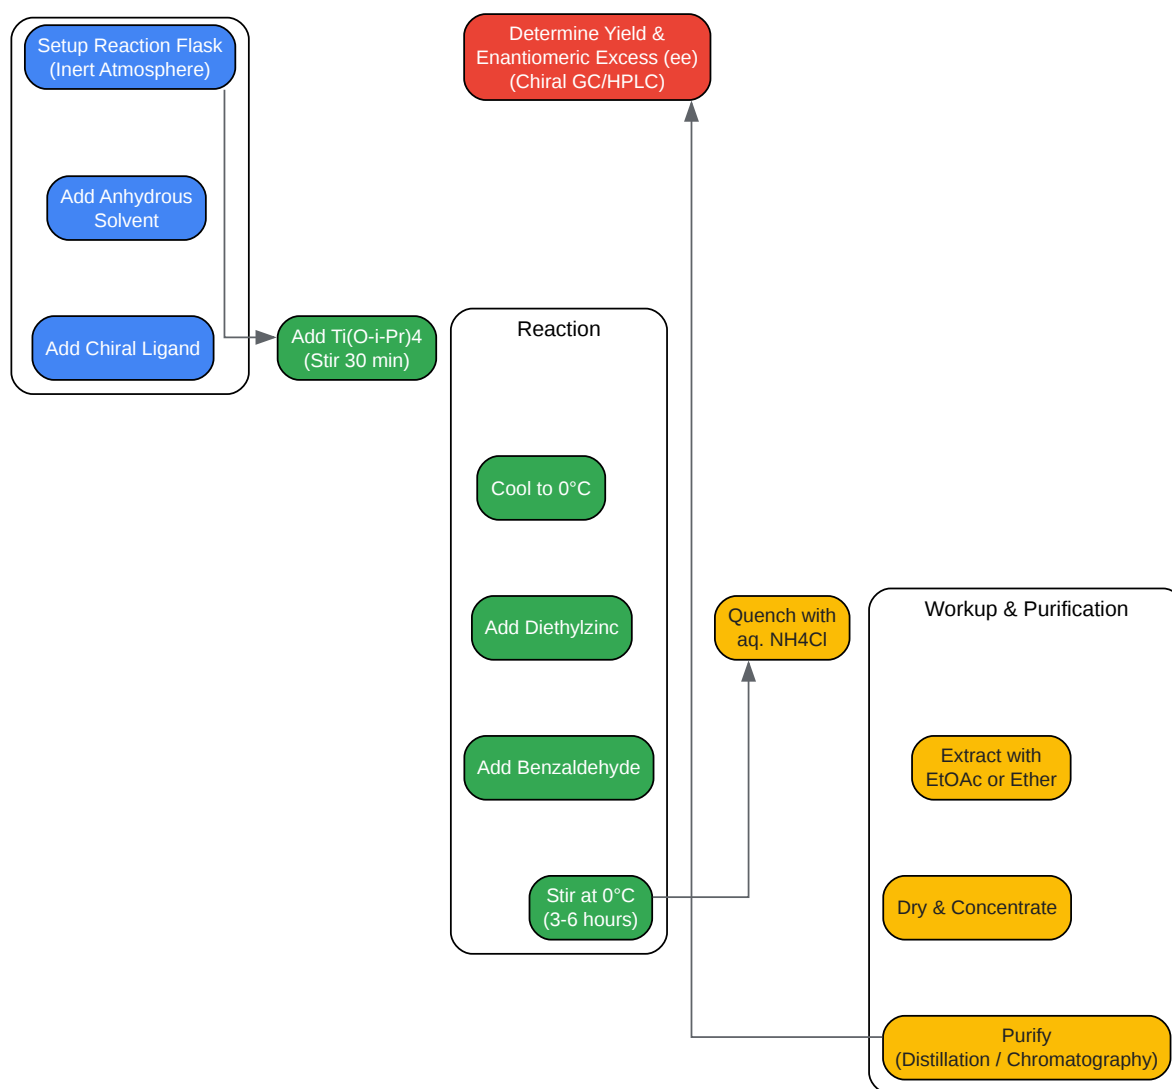 Setup Reaction Flask
(Inert Atmosphere)
Add Anhydrous
Solvent
Add Chiral Ligand
Add Ti(O-i-Pr)4
(Stir 30 min)
Reaction
Cool to 0°C
Add Diethylzinc
Add Benzaldehyde
Stir at 0°C
(3-6 hours)
Quench with
aq. NH4Cl
Workup & Purification
Extract with
EtOAc or Ether
Dry & Concentrate
Purify
(Distillation / Chromatography)
Determine Yield &
Enantiomeric Excess (ee)
(Chiral GC/HPLC)